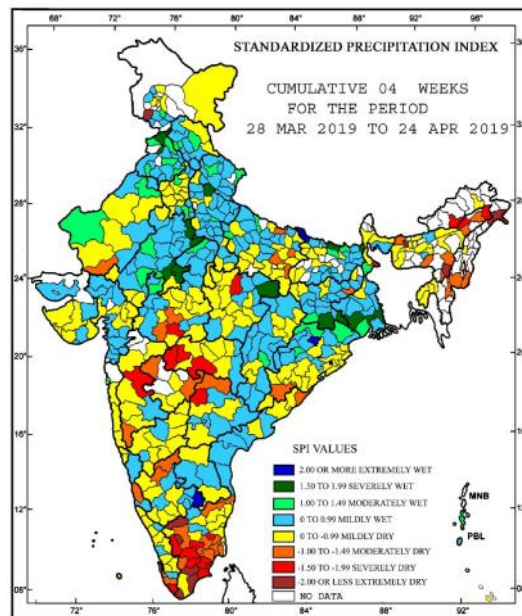 68° 72° 76° 80° 84° 88° 92° 96°
STANDARDIZED PRECIPITATION INDEX
CUMULATIVE 04 WEEKS
FOR THE PERIOD
28 MAR 2019 TO 24 APR 2019
36°
32°
28°
24°
20°
16°
12°
08°
SPI VALUES
2.00 OR MORE EXTREMELY WET
1.50 TO 1.99 SEVERELY WET
1.00 TO 1.49 MODERATELY WET
0 TO 0.99 MILDLY WET
0 TO -0.99 MILDLY DRY
-1.00 TO -1.49 MODERATELY DRY
-1.50 TO -1.99 SEVERELY DRY
-2.00 OR LESS EXTREMELY DRY
NO DATA
MNB
PBL
72° 76° 80° 84° 88° 92°